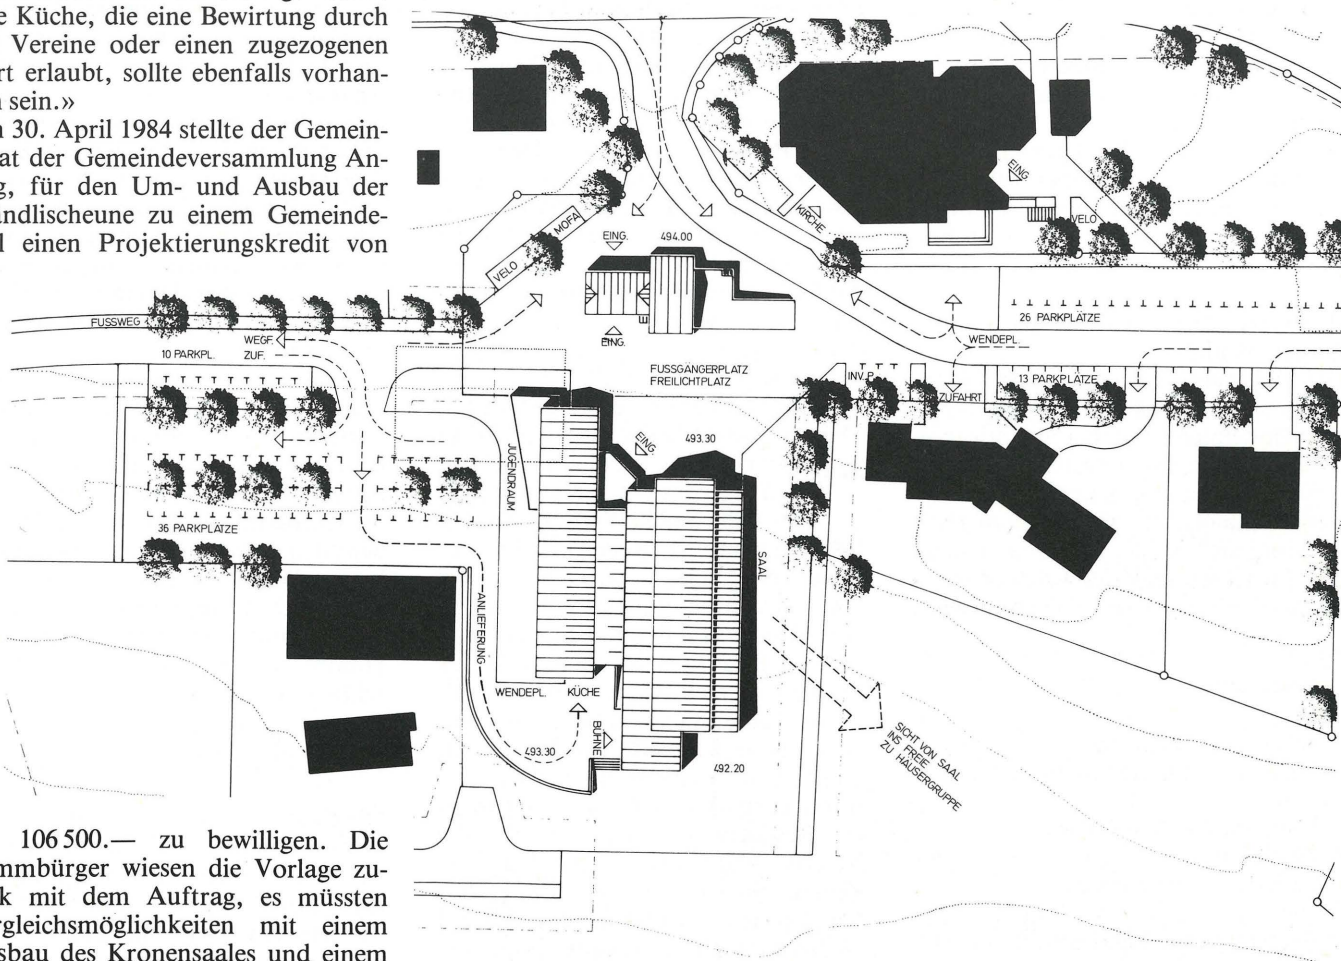 e Küche, die eine Bewirtung durch
Vereine oder einen zugezogenen
rt erlaubt, sollte ebenfalls vorhan-
n sein.»
n 30. April 1984 stellte der Gemein-
at der Gemeindeversammlung An-
g, für den Um- und Ausbau der
andlischeune zu einem Gemeinde-
l einen Projektierungskredit von
106 500.— zu bewilligen. Die
mmbürger wiesen die Vorlage zu-
k mit dem Auftrag, es müssten
rgleichsmöglichkeiten mit einem
sbau des Kronensaales und einem
EING
KIRCHE
VELO
MOFA
VELO
EING.
494.00
EING.
26 PARKPLÄTZE
FUSSWEG
WEGF.
10 PARKPL.
ZUF.
WENDEPL.
FUSSGÄNGERPLATZ
FREILICHTPLATZ
INV.P.
13 PARKPLÄTZE
ZUFAHRT
JUGENDRAUM
EING.
493.30
36 PARKPLÄTZE
SAAL
ANLIEFERUNG
WENDEPL.
KÜCHE
BÜHNE
493.30
492.20
SICHT VON SAAL
INS FREIE
ZU HÄUSERGRUPPE